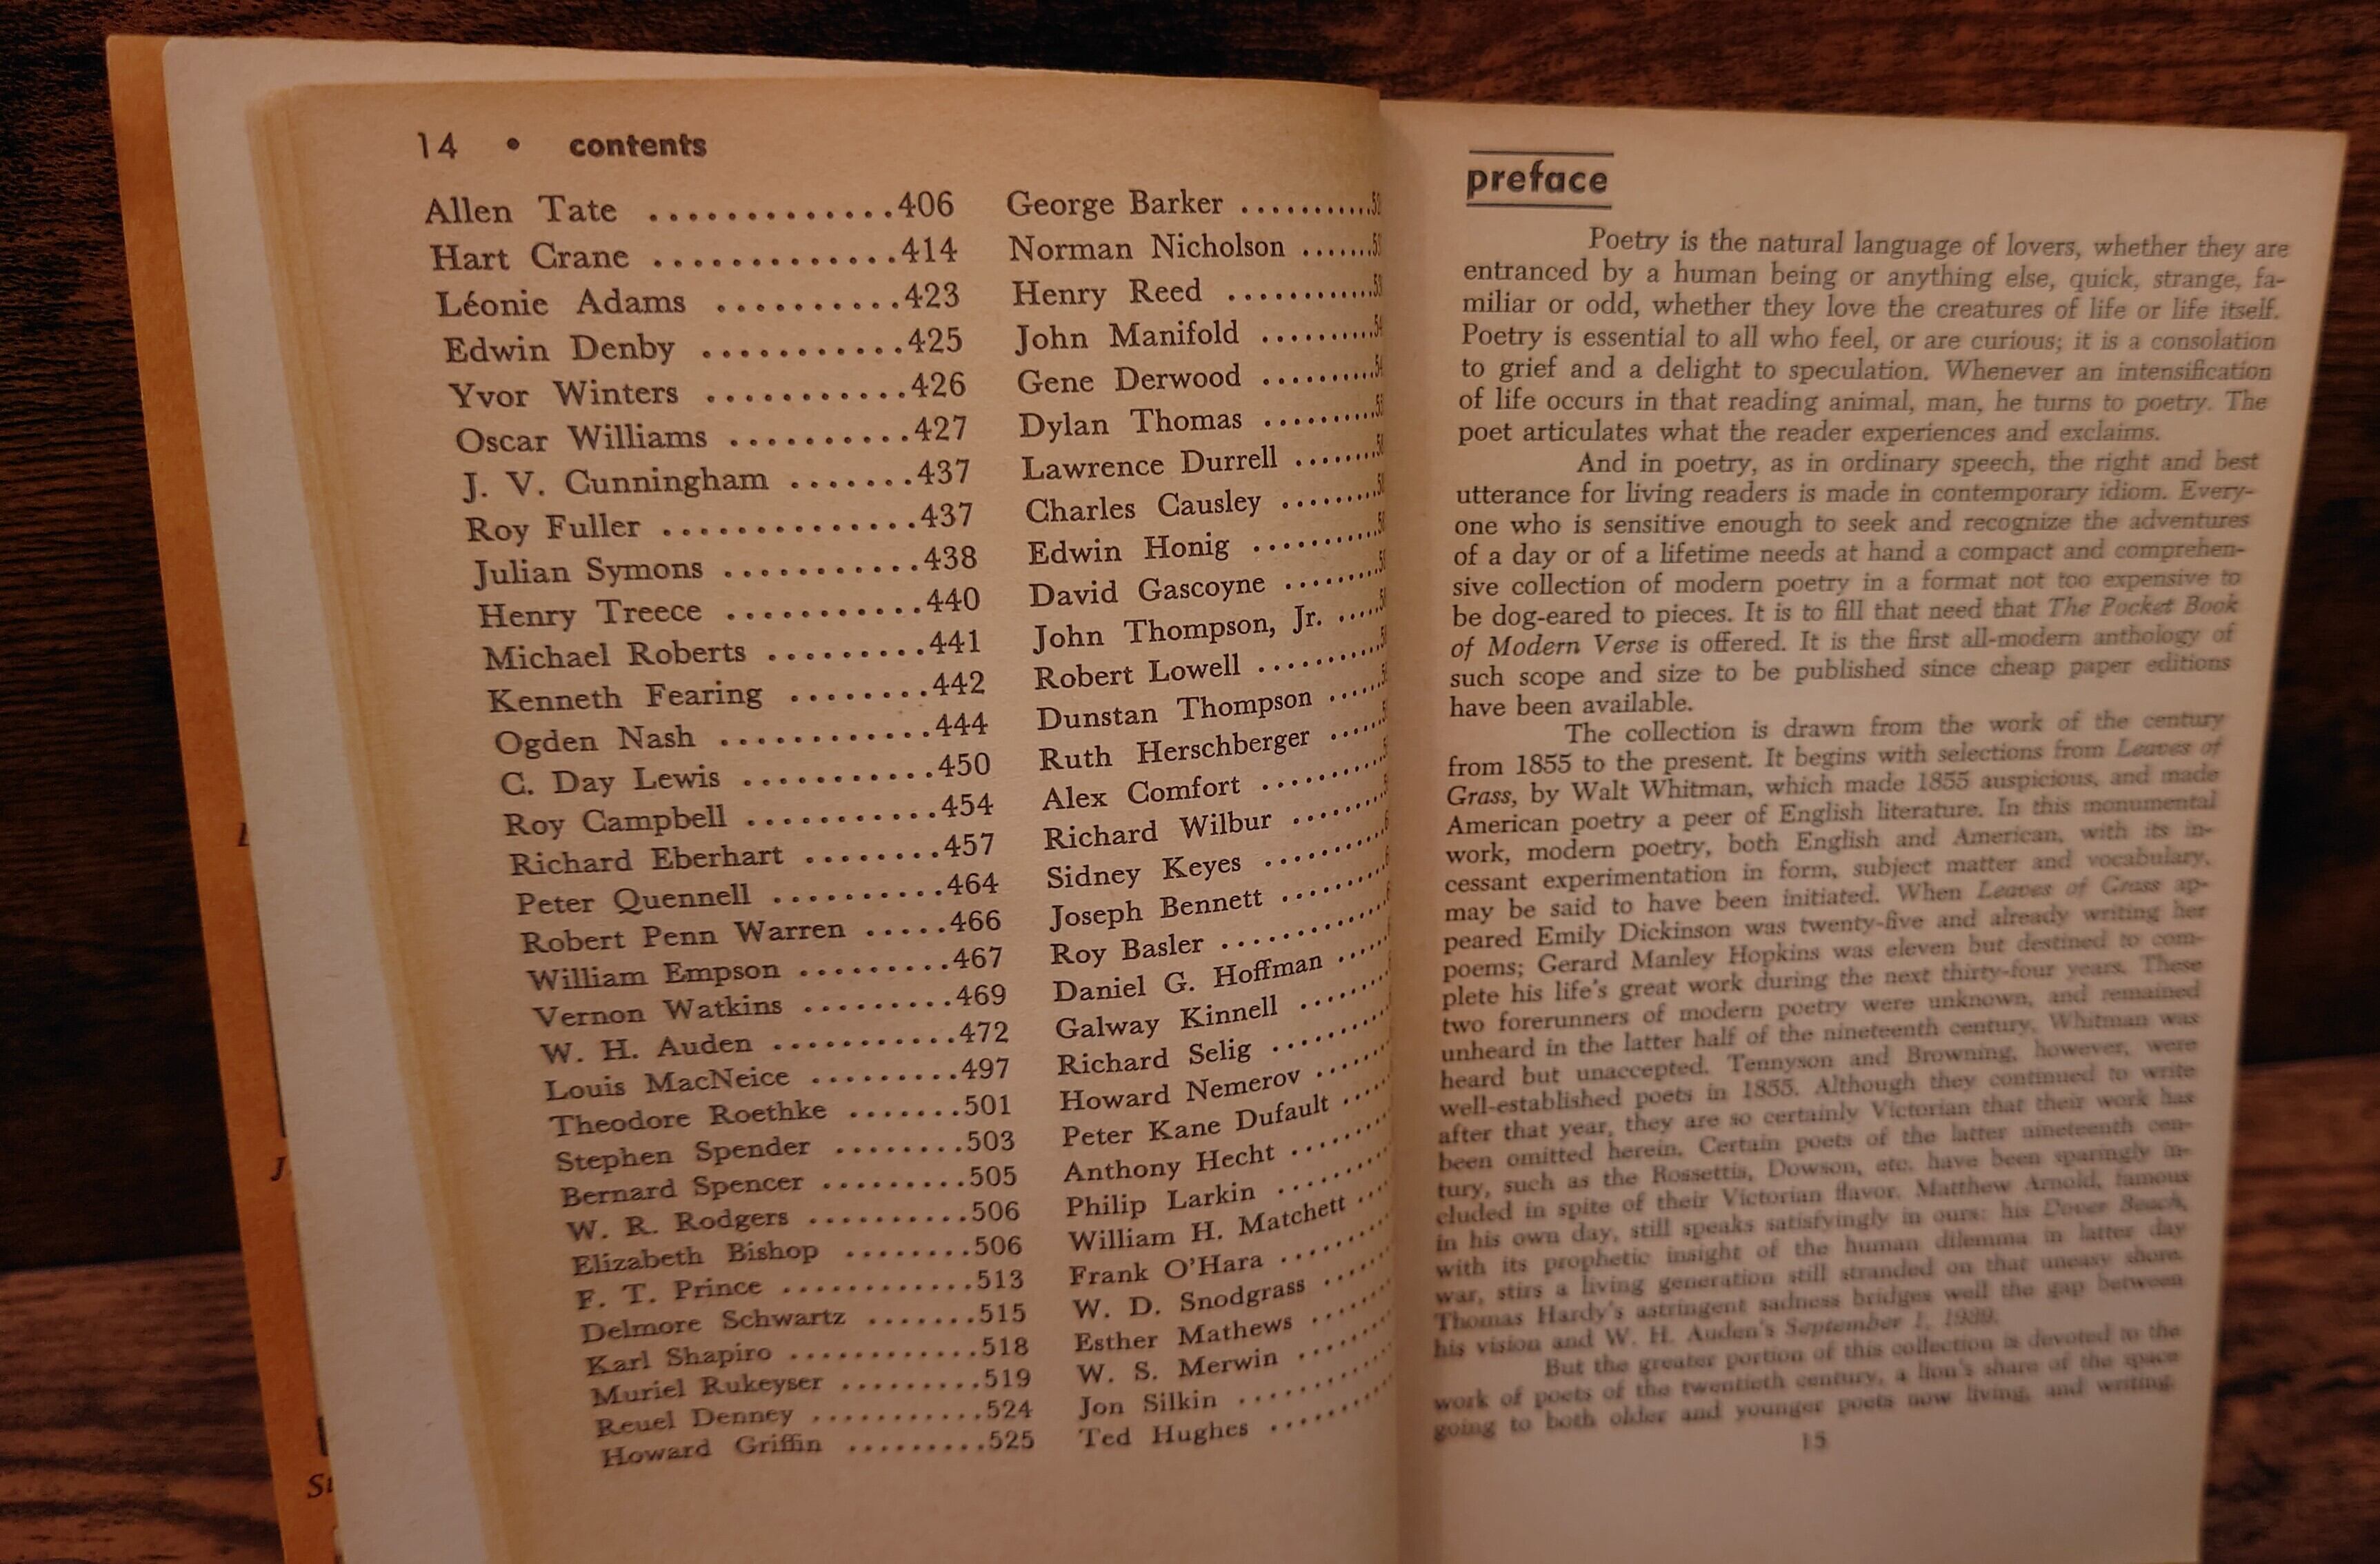 14 • contents
Allen Tate .............406
Hart Crane .............414
Léonie Adams ..........423
Edwin Denby ...........425
Yvor Winters ...........426
Oscar Williams ..........427
J. V. Cunningham .......437
Roy Fuller ..............437
Julian Symons ...........438
Henry Treece ...........440
Michael Roberts .........441
Kenneth Fearing ........442
Ogden Nash ............444
C. Day Lewis ...........450
Roy Campbell ...........454
Richard Eberhart ........457
Peter Quennell ..........464
Robert Penn Warren .....466
William Empson .........467
Vernon Watkins .........469
W. H. Auden ...........472
Louis MacNeice .........497
Theodore Roethke .......501
Stephen Spender ........503
Bernard Spencer .........505
W. R. Rodgers ..........506
Elizabeth Bishop ........506
F. T. Prince ............513
Delmore Schwartz .......515
Karl Shapiro ............518
Muriel Rukeyser .........519
Reuel Denney ...........524
Howard Griffin .........525
George Barker ...........
Norman Nicholson .......
Henry Reed ............
John Manifold .........
Gene Derwood .........
Dylan Thomas .........
Lawrence Durrell .......
Charles Causley .........
Edwin Honig ..........
David Gascoyne .........
John Thompson, Jr. .....
Robert Lowell ..........
Dunstan Thompson .....
Ruth Herschberger ......
Alex Comfort ..........
Richard Wilbur ........
Sidney Keyes ..........
Joseph Bennett .........
Roy Basler .............
Daniel G. Hoffman .....
Galway Kinnell ........
Richard Selig ..........
Howard Nemerov ......
Peter Kane Dufault ....
Anthony Hecht ........
Philip Larkin .........
William H. Matchett ...
Frank O'Hara .........
W. D. Snodgrass ......
Esther Mathews .......
W. S. Merwin ........
Jon Silkin ............
Ted Hughes ..........
preface
Poetry is the natural language of lovers, whether they are
entranced by a human being or anything else, quick, strange, fa-
miliar or odd, whether they love the creatures of life or life itself.
Poetry is essential to all who feel, or are curious; it is a consolation
to grief and a delight to speculation. Whenever an intensification
of life occurs in that reading animal, man, he turns to poetry. The
poet articulates what the reader experiences and exclaims.
And in poetry, as in ordinary speech, the right and best
utterance for living readers is made in contemporary idiom. Every-
one who is sensitive enough to seek and recognize the adventures
of a day or of a lifetime needs at hand a compact and comprehen-
sive collection of modern poetry in a format not too expensive to
be dog-eared to pieces. It is to fill that need that The Pocket Book
of Modern Verse is offered. It is the first all-modern anthology of
such scope and size to be published since cheap paper editions
have been available.
The collection is drawn from the work of the century
from 1855 to the present. It begins with selections from Leaves of
Grass, by Walt Whitman, which made 1855 auspicious, and made
American poetry a peer of English literature. In this monumental
work, modern poetry, both English and American, with its in-
cessant experimentation in form, subject matter and vocabulary,
may be said to have been initiated. When Leaves of Grass ap-
peared Emily Dickinson was twenty-five and already writing her
poems; Gerard Manley Hopkins was eleven but destined to com-
plete his life's great work during the next thirty-four years. These
two forerunners of modern poetry were unknown, and remained
unheard in the latter half of the nineteenth century. Whitman was
heard but unaccepted. Tennyson and Browning, however, were
well-established poets in 1855. Although they continued to write
after that year, they are so certainly Victorian that their work has
been omitted herein. Certain poets of the latter nineteenth cen-
tury, such as the Rossettis, Dowson, etc. have been sparingly in-
cluded in spite of their Victorian flavor. Matthew Arnold, famous
in his own day, still speaks satisfyingly in ours: his Dover Beach,
with its prophetic insight of the human dilemma in latter day
war, stirs a living generation still stranded on that uneasy shore.
Thomas Hardy's astringent sadness bridges well the gap between
his vision and W. H. Auden's September 1, 1939.
But the greater portion of this collection is devoted to the
work of poets of the twentieth century, a lion's share of the space
going to both older and younger poets now living, and writing.
15